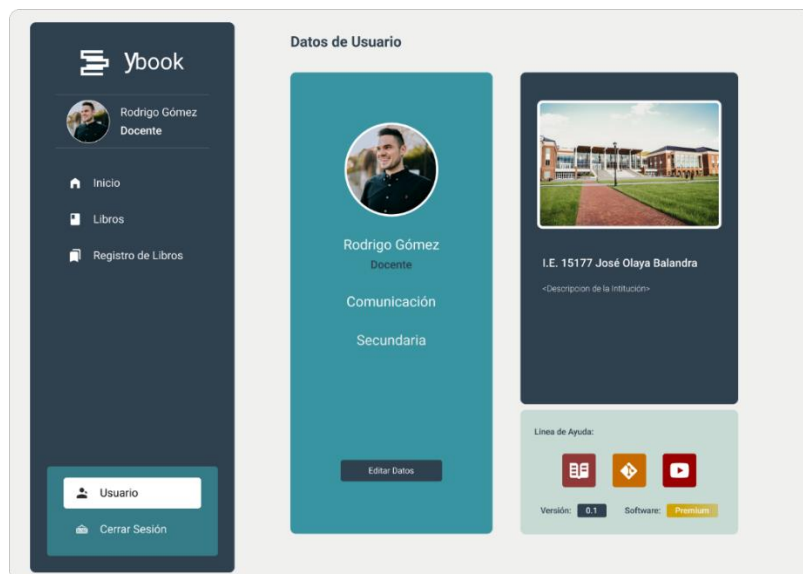 ybook
Rodrigo Gómez
Docente
Inicio
Libros
Registro de Libros
Usuario
Cerrar Sesión
Datos de Usuario
Rodrigo Gómez
Docente
Comunicación
Secundaria
Editar Datos
I.E. 15177 José Olaya Balandra
<Descripcion de la Intitución>
Linea de Ayuda:
Versión: 0.1 Software: Premium